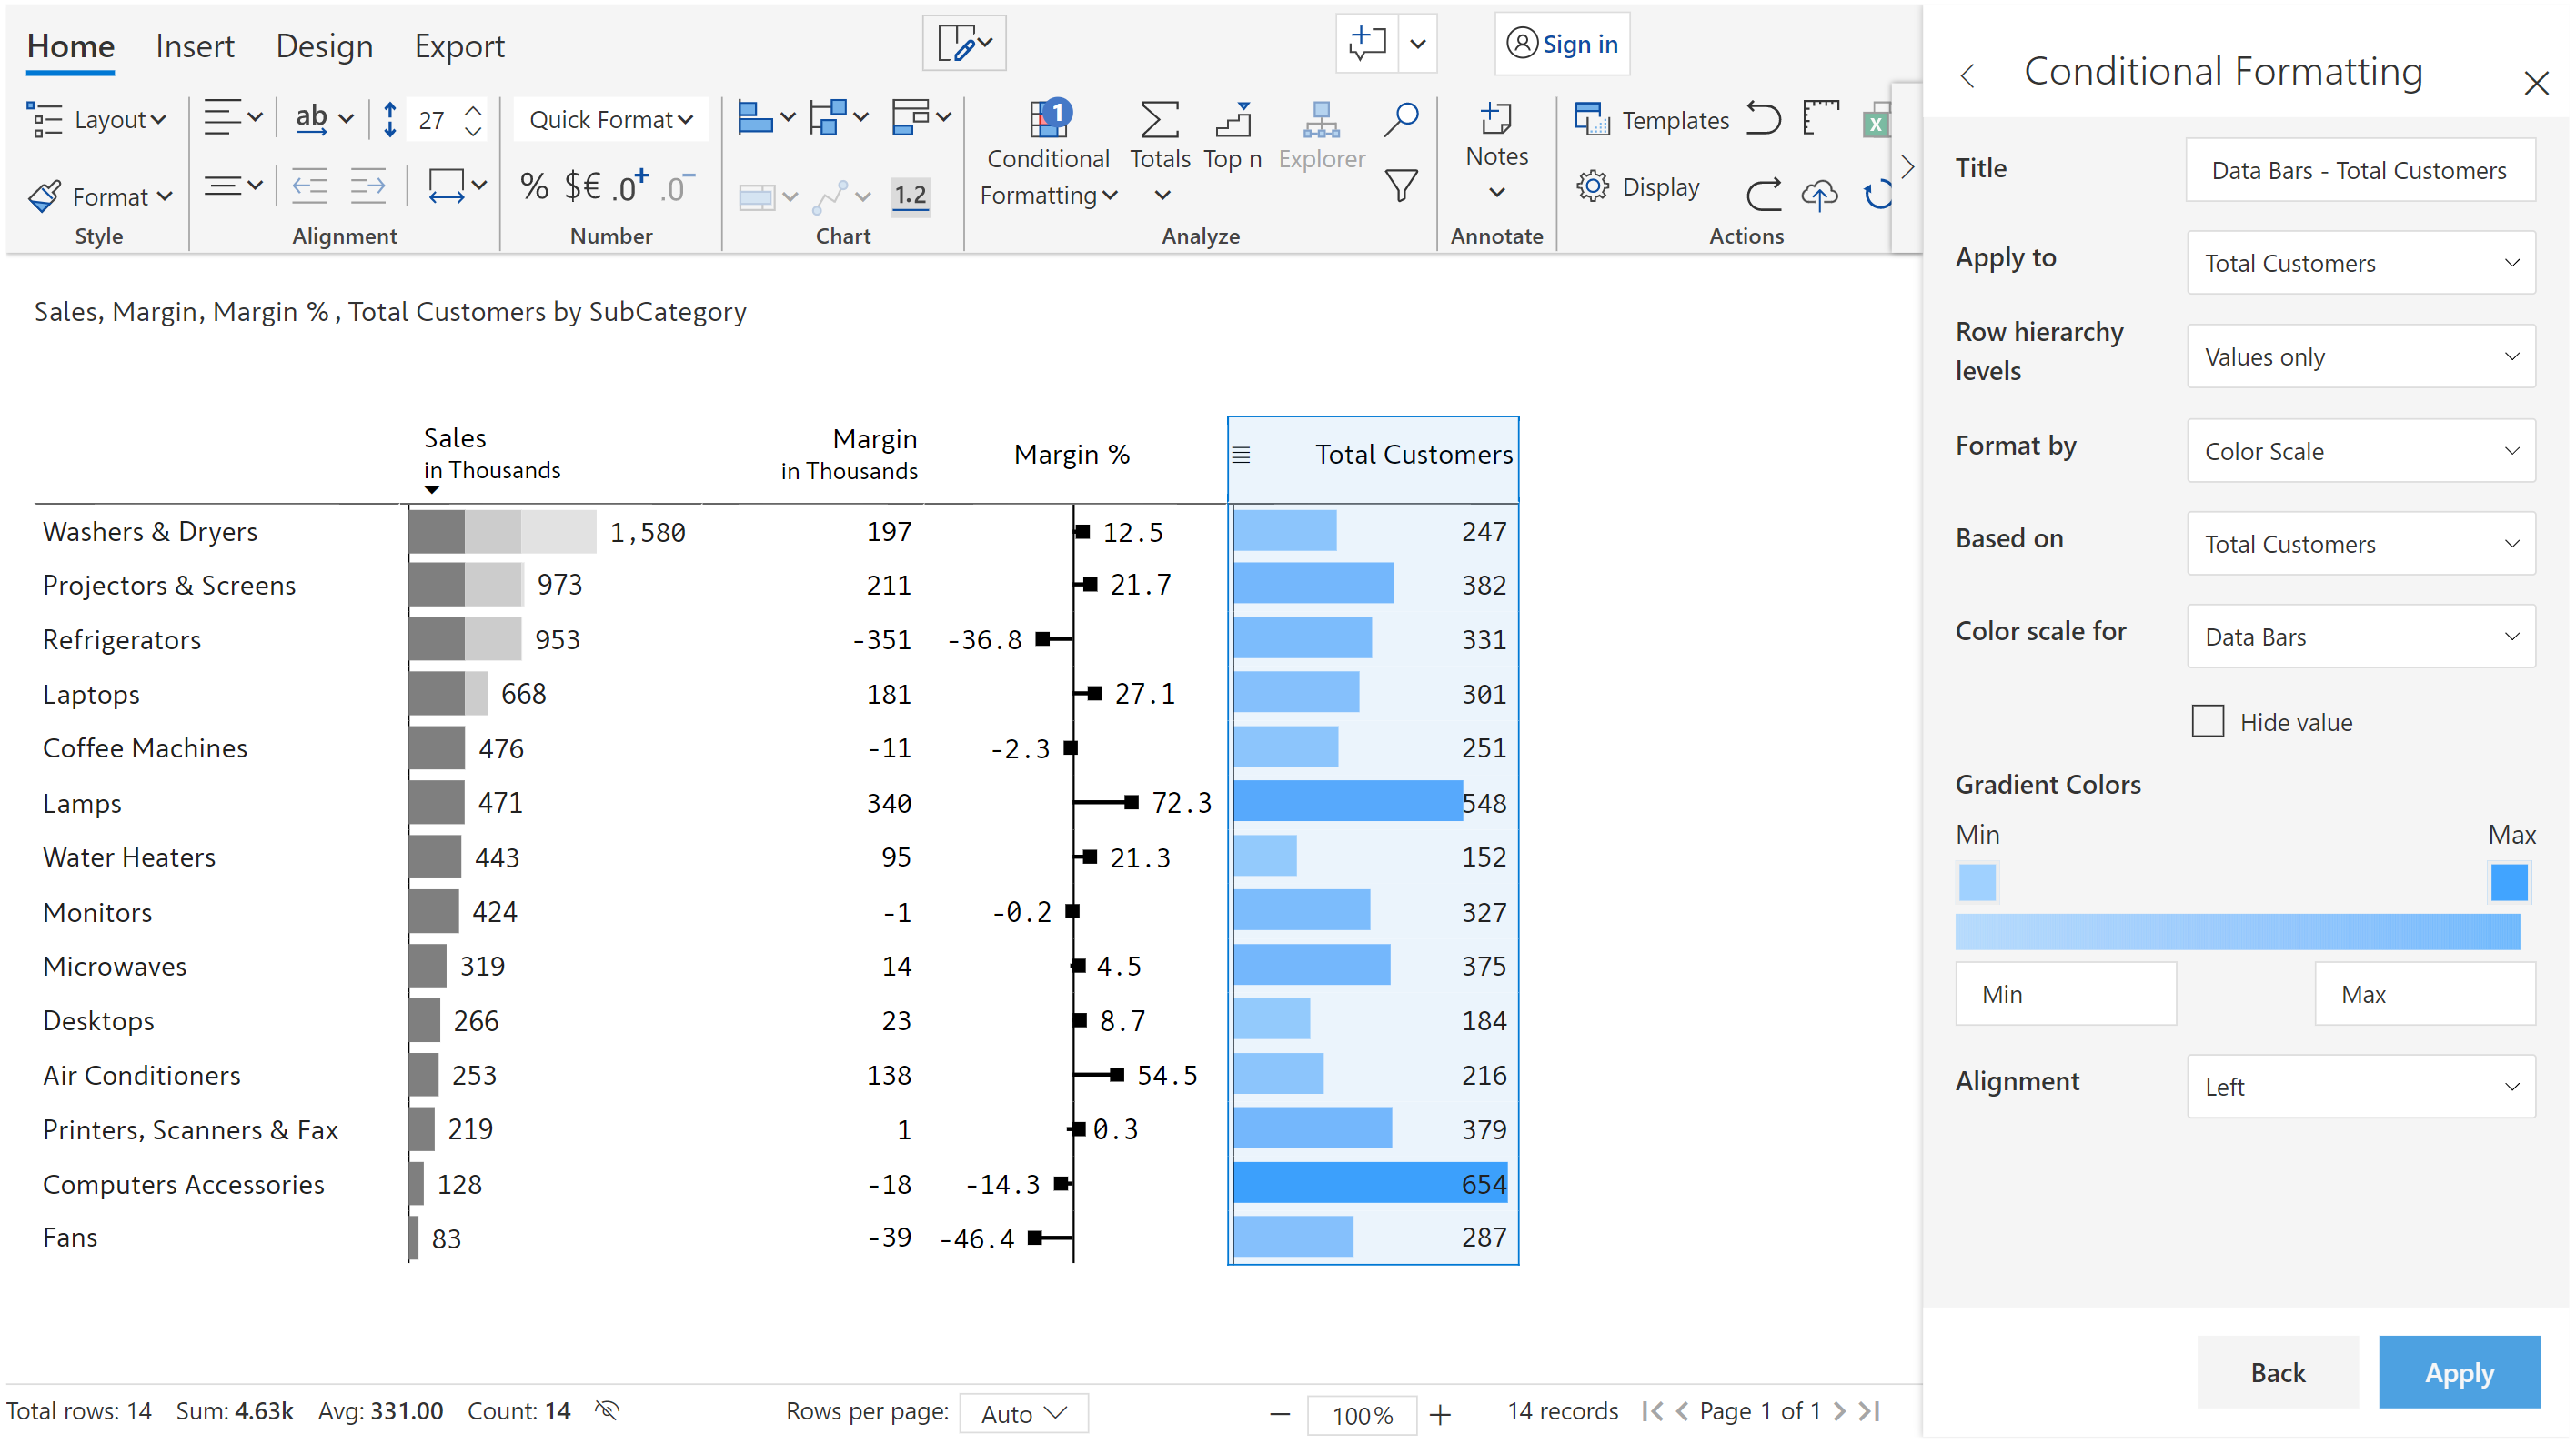 Home Insert Design Export
Sign in
Layout
ab
27
Quick Format
1
Conditional Formatting
Totals
Top n
Explorer
Notes
Templates
X
Format
% $€ .0+ .0-
1.2
Display
Style
Alignment
Number
Chart
Analyze
Annotate
Actions
Sales, Margin, Margin % , Total Customers by SubCategory
Sales in Thousands
Margin in Thousands
Margin %
Total Customers
Washers & Dryers 1,580 197 12.5 247
Projectors & Screens 973 211 21.7 382
Refrigerators 953 -351 -36.8 331
Laptops 668 181 27.1 301
Coffee Machines 476 -11 -2.3 251
Lamps 471 340 72.3 548
Water Heaters 443 95 21.3 152
Monitors 424 -1 -0.2 327
Microwaves 319 14 4.5 375
Desktops 266 23 8.7 184
Air Conditioners 253 138 54.5 216
Printers, Scanners & Fax 219 1 0.3 379
Computers Accessories 128 -18 -14.3 654
Fans 83 -39 -46.4 287
Total rows: 14 Sum: 4.63k Avg: 331.00 Count: 14
Rows per page: Auto
100%
14 records
Page 1 of 1
Conditional Formatting
Title Data Bars - Total Customers
Apply to Total Customers
Row hierarchy levels Values only
Format by Color Scale
Based on Total Customers
Color scale for Data Bars
Hide value
Gradient Colors
Min Max
Min Max
Alignment Left
Back Apply